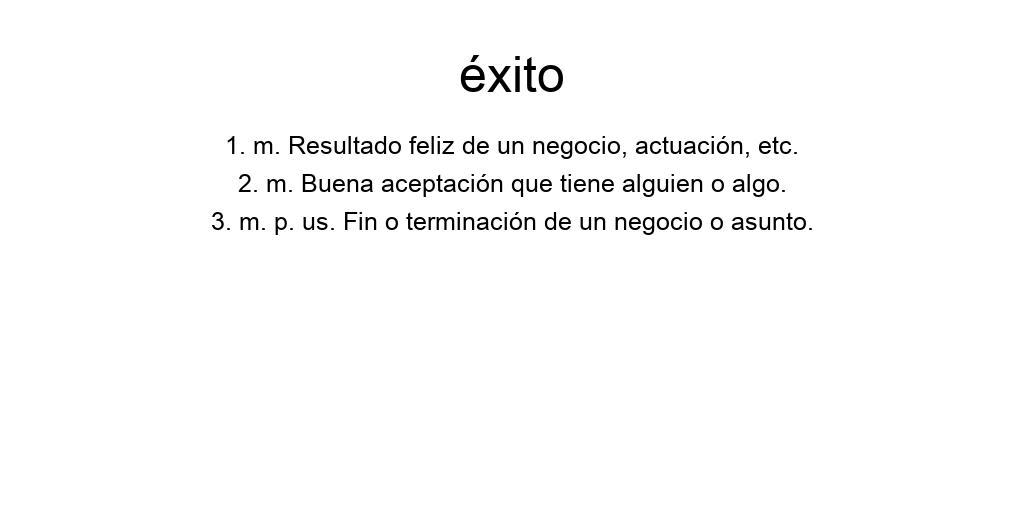 éxito
1. m. Resultado feliz de un negocio, actuación, etc.
2. m. Buena aceptación que tiene alguien o algo.
3. m. p. us. Fin o terminación de un negocio o asunto.